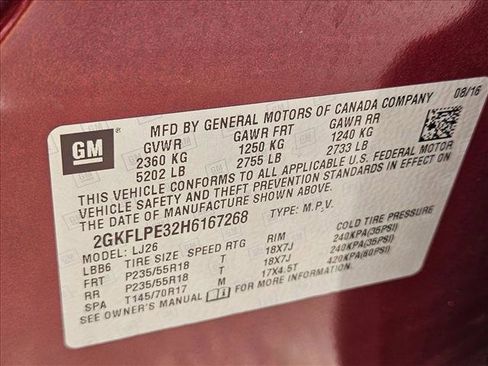 08/16
GM
MFD BY GENERAL MOTORS OF CANADA COMPANY
GVWR GAWR FRT GAWR RR
2360 KG 1250 KG 1240 KG
5202 LB 2755 LB 2733 LB
THIS VEHICLE CONFORMS TO ALL APPLICABLE U.S. FEDERAL MOTOR
VEHICLE SAFETY AND THEFT PREVENTION STANDARDS IN EFFECT ON
THE DATE OF MANUFACTURE SHOWN ABOVE.
2GKFLPE32H6167268 TYPE: M.P.V.
MODEL: LJ26
LBB6 TIRE SIZE SPEED RTG RIM COLD TIRE PRESSURE
FRT P235/55R18 T 18X7J 240KPA(35PSI)
RR P235/55R18 T 18X7J 240KPA(35PSI)
SPA T145/70R17 M 17X4.5T 420KPA(60PSI)
SEE OWNER'S MANUAL FOR MORE INFORMATION.